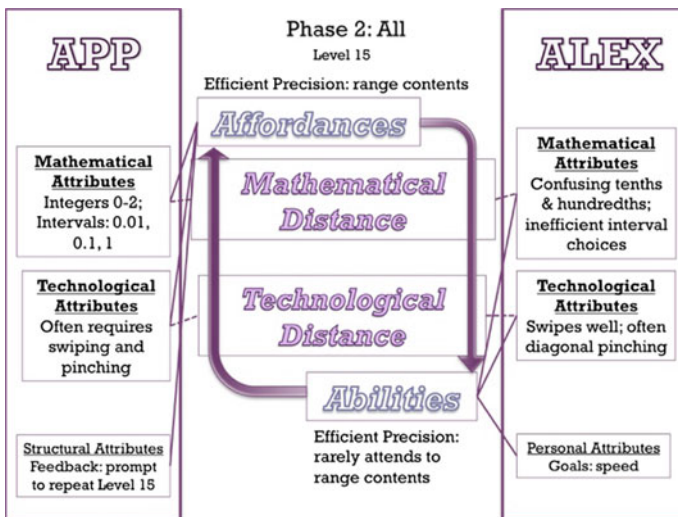 APP
Phase 2: All
Level 15
ALEX
Efficient Precision: range contents
Affordances
Mathematical
Attributes
Integers 0-2;
Intervals: 0.01,
0.1, 1
Mathematical
Distance
Mathematical
Attributes
Confusing tenths
& hundredths;
inefficient interval
choices
Technological
Attributes
Often requires
swiping and
pinching
Technological
Distance
Technological
Attributes
Swipes well; often
diagonal pinching
Abilities
Efficient Precision:
rarely attends to
range contents
Structural Attributes
Feedback: prompt
to repeat Level 15
Personal Attributes
Goals: speed